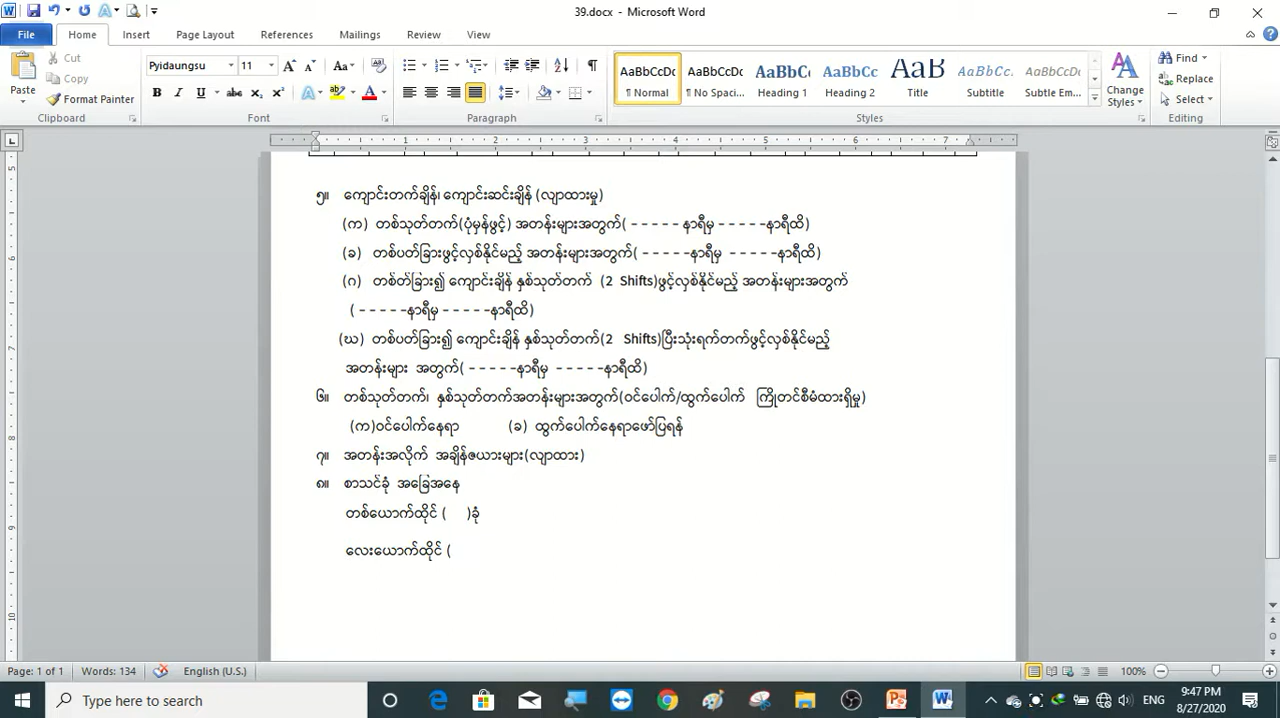 39.docx - Microsoft Word
File Home Insert Page Layout References Mailings Review View
Paste
Cut
Copy
Format Painter
Clipboard
Pyidaungsu 11
Font
Paragraph
AaBbCcDc AaBbCcDc AaBbC AaBbCc AaB AaBbCc. AaBbCcDc
¶ Normal ¶ No Spaci... Heading 1 Heading 2 Title Subtitle Subtle Em...
Change Styles
Styles
Find
Replace
Select
Editing
၅။ ကျောင်းတက်ချိန်၊ ကျောင်းဆင်းချိန် (လျာထားမှု)
(က) တစ်သုတ်တက်(ပုံမှန်ဖွင့်) အတန်းများအတွက်( - - - - - နာရီမှ - - - - -နာရီထိ)
(ခ) တစ်ပတ်ခြားဖွင့်လှစ်နိုင်မည့် အတန်းများအတွက်( - - - - -နာရီမှ - - - - -နာရီထိ)
(ဂ) တစ်တ်ခြား၍ ကျောင်းချိန် နှစ်သုတ်တက် (2 Shifts)ဖွင့်လှစ်နိုင်မည့် အတန်းများအတွက်
( - - - - -နာရီမှ - - - - -နာရီထိ)
(ဃ) တစ်ပတ်ခြား၍ ကျောင်းချိန် နှစ်သုတ်တက်(2 Shifts)ပြီးသုံးရက်တက်ဖွင့်လှစ်နိုင်မည့်
အတန်းများ အတွက်( - - - - -နာရီမှ - - - - -နာရီထိ)
၆။ တစ်သုတ်တက်၊ နှစ်သုတ်တက်အတန်းများအတွက်(ဝင်ပေါက်/ထွက်ပေါက် ကြိုတင်စီမံထားရှိမှု)
(က)ဝင်ပေါက်နေရာ (ခ) ထွက်ပေါက်နေရာဖော်ပြရန်
၇။ အတန်းအလိုက် အချိန်ဇယားများ(လျာထား)
၈။ စာသင်ခုံ အခြေအနေ
တစ်ယောက်ထိုင် ( )ခုံ
လေးယောက်ထိုင် (
Page: 1 of 1 Words: 134 English (U.S.) 100%
Type here to search
ENG
9:47 PM
8/27/2020